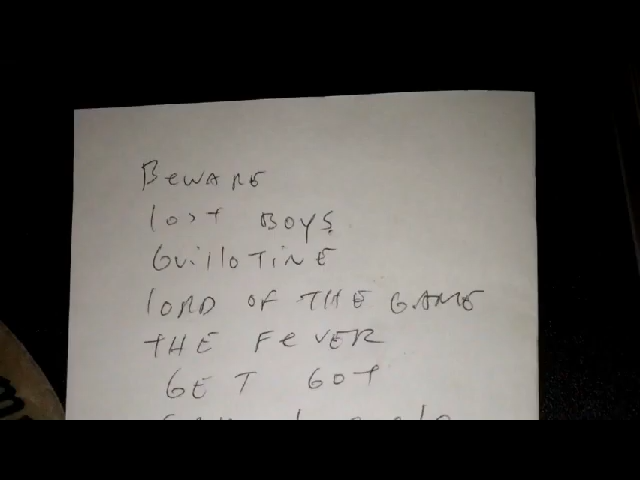 BeWARE
lost BOYS
GuilloTiNE
lORD OF THE GAME
tHE FeVER
GET GOt